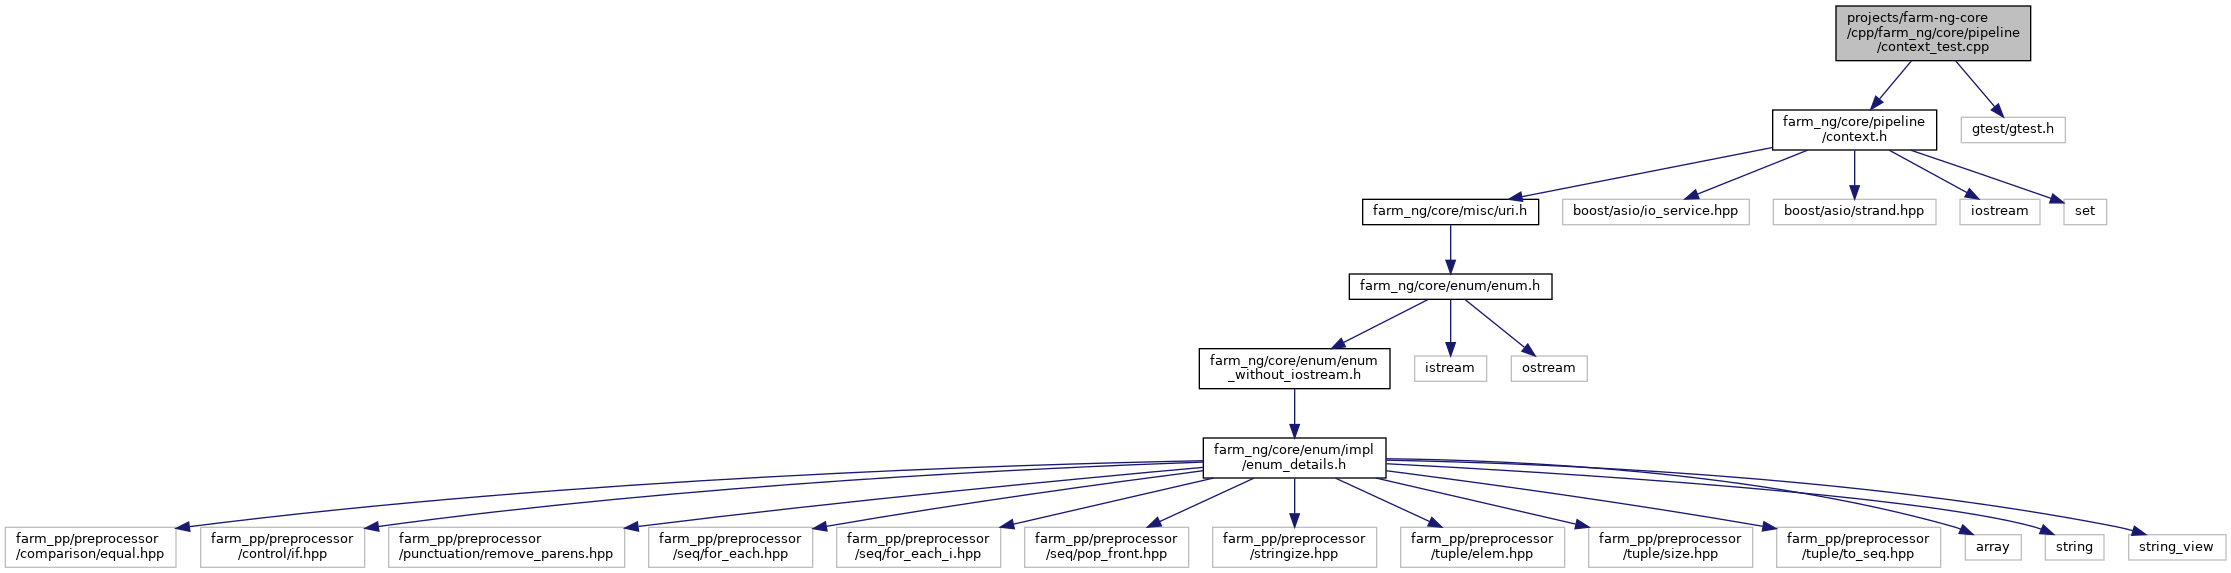 projects/farm-ng-core
/cpp/farm_ng/core/pipeline
/context_test.cpp
farm_ng/core/pipeline
/context.h
gtest/gtest.h
farm_ng/core/misc/uri.h
boost/asio/io_service.hpp
boost/asio/strand.hpp
iostream
set
farm_ng/core/enum/enum.h
farm_ng/core/enum/enum
_without_iostream.h
istream
ostream
farm_ng/core/enum/impl
/enum_details.h
farm_pp/preprocessor
/comparison/equal.hpp
farm_pp/preprocessor
/control/if.hpp
farm_pp/preprocessor
/punctuation/remove_parens.hpp
farm_pp/preprocessor
/seq/for_each.hpp
farm_pp/preprocessor
/seq/for_each_i.hpp
farm_pp/preprocessor
/seq/pop_front.hpp
farm_pp/preprocessor
/stringize.hpp
farm_pp/preprocessor
/tuple/elem.hpp
farm_pp/preprocessor
/tuple/size.hpp
farm_pp/preprocessor
/tuple/to_seq.hpp
array
string
string_view